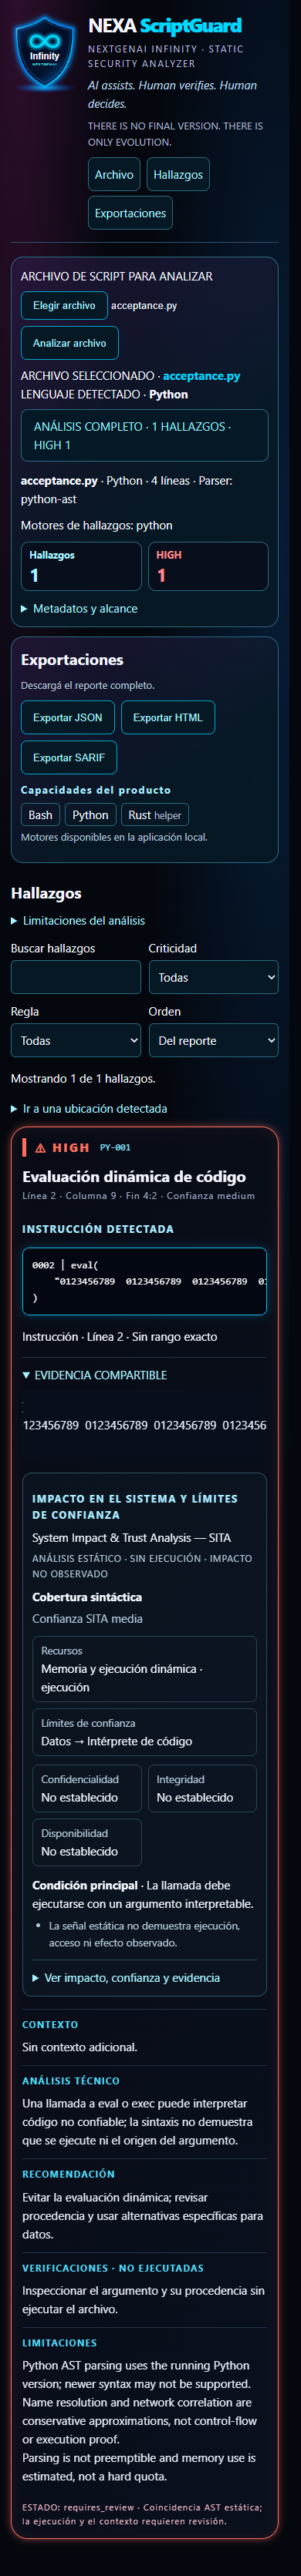 Infinity
NEXTGENAI
NEXA ScriptGuard
NEXTGENAI INFINITY · STATIC
SECURITY ANALYZER
AI assists. Human verifies. Human
decides.
THERE IS NO FINAL VERSION. THERE IS
ONLY EVOLUTION.
Archivo
Hallazgos
Exportaciones
ARCHIVO DE SCRIPT PARA ANALIZAR
Elegir archivo acceptance.py
Analizar archivo
ARCHIVO SELECCIONADO · acceptance.py
LENGUAJE DETECTADO · Python
ANÁLISIS COMPLETO · 1 HALLAZGOS ·
HIGH 1
acceptance.py · Python · 4 líneas · Parser:
python-ast
Motores de hallazgos: python
Hallazgos
1
HIGH
1
▶ Metadatos y alcance
Exportaciones
Descargá el reporte completo.
Exportar JSON
Exportar HTML
Exportar SARIF
Capacidades del producto
Bash
Python
Rust helper
Motores disponibles en la aplicación local.
Hallazgos
▶ Limitaciones del análisis
Buscar hallazgos
Criticidad
Todas
Regla
Orden
Todas
Del reporte
Mostrando 1 de 1 hallazgos.
▶ Ir a una ubicación detectada
⚠ HIGH PY-001
Evaluación dinámica de código
Línea 2 · Columna 9 · Fin 4:2 · Confianza medium
INSTRUCCIÓN DETECTADA
0002 | eval(
"0123456789 0123456789 0123456789 01
)
Instrucción · Línea 2 · Sin rango exacto
▼ EVIDENCIA COMPARTIBLE
123456789 0123456789 0123456789 0123456
IMPACTO EN EL SISTEMA Y LÍMITES
DE CONFIANZA
System Impact & Trust Analysis — SITA
ANÁLISIS ESTÁTICO · SIN EJECUCIÓN · IMPACTO
NO OBSERVADO
Cobertura sintáctica
Confianza SITA media
Recursos
Memoria y ejecución dinámica ·
ejecución
Límites de confianza
Datos → Intérprete de código
Confidencialidad
No establecido
Integridad
No establecido
Disponibilidad
No establecido
Condición principal · La llamada debe
ejecutarse con un argumento interpretable.
• La señal estática no demuestra ejecución,
acceso ni efecto observado.
▶ Ver impacto, confianza y evidencia
CONTEXTO
Sin contexto adicional.
ANÁLISIS TÉCNICO
Una llamada a eval o exec puede interpretar
código no confiable; la sintaxis no demuestra
que se ejecute ni el origen del argumento.
RECOMENDACIÓN
Evitar la evaluación dinámica; revisar
procedencia y usar alternativas específicas para
datos.
VERIFICACIONES · NO EJECUTADAS
Inspeccionar el argumento y su procedencia sin
ejecutar el archivo.
LIMITACIONES
Python AST parsing uses the running Python
version; newer syntax may not be supported.
Name resolution and network correlation are
conservative approximations, not control-flow
or execution proof.
Parsing is not preemptible and memory use is
estimated, not a hard quota.
ESTADO: requires_review · Coincidencia AST estática;
la ejecución y el contexto requieren revisión.